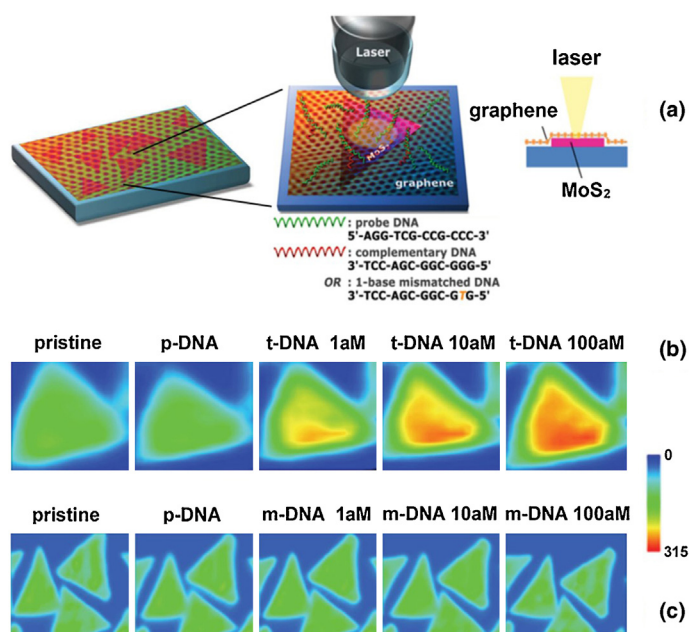 Laser
laser
graphene
(a)
MoS₂
graphene
MoS₂
: probe DNA
5'-AGG-TCG-CCG-CCC-3'
: complementary DNA
3'-TCC-AGC-GGC-GGG-5'
OR : 1-base mismatched DNA
3'-TCC-AGC-GGC-GTG-5'
pristine p-DNA t-DNA 1aM t-DNA 10aM t-DNA 100aM (b)
0
315
pristine p-DNA m-DNA 1aM m-DNA 10aM m-DNA 100aM
(c)